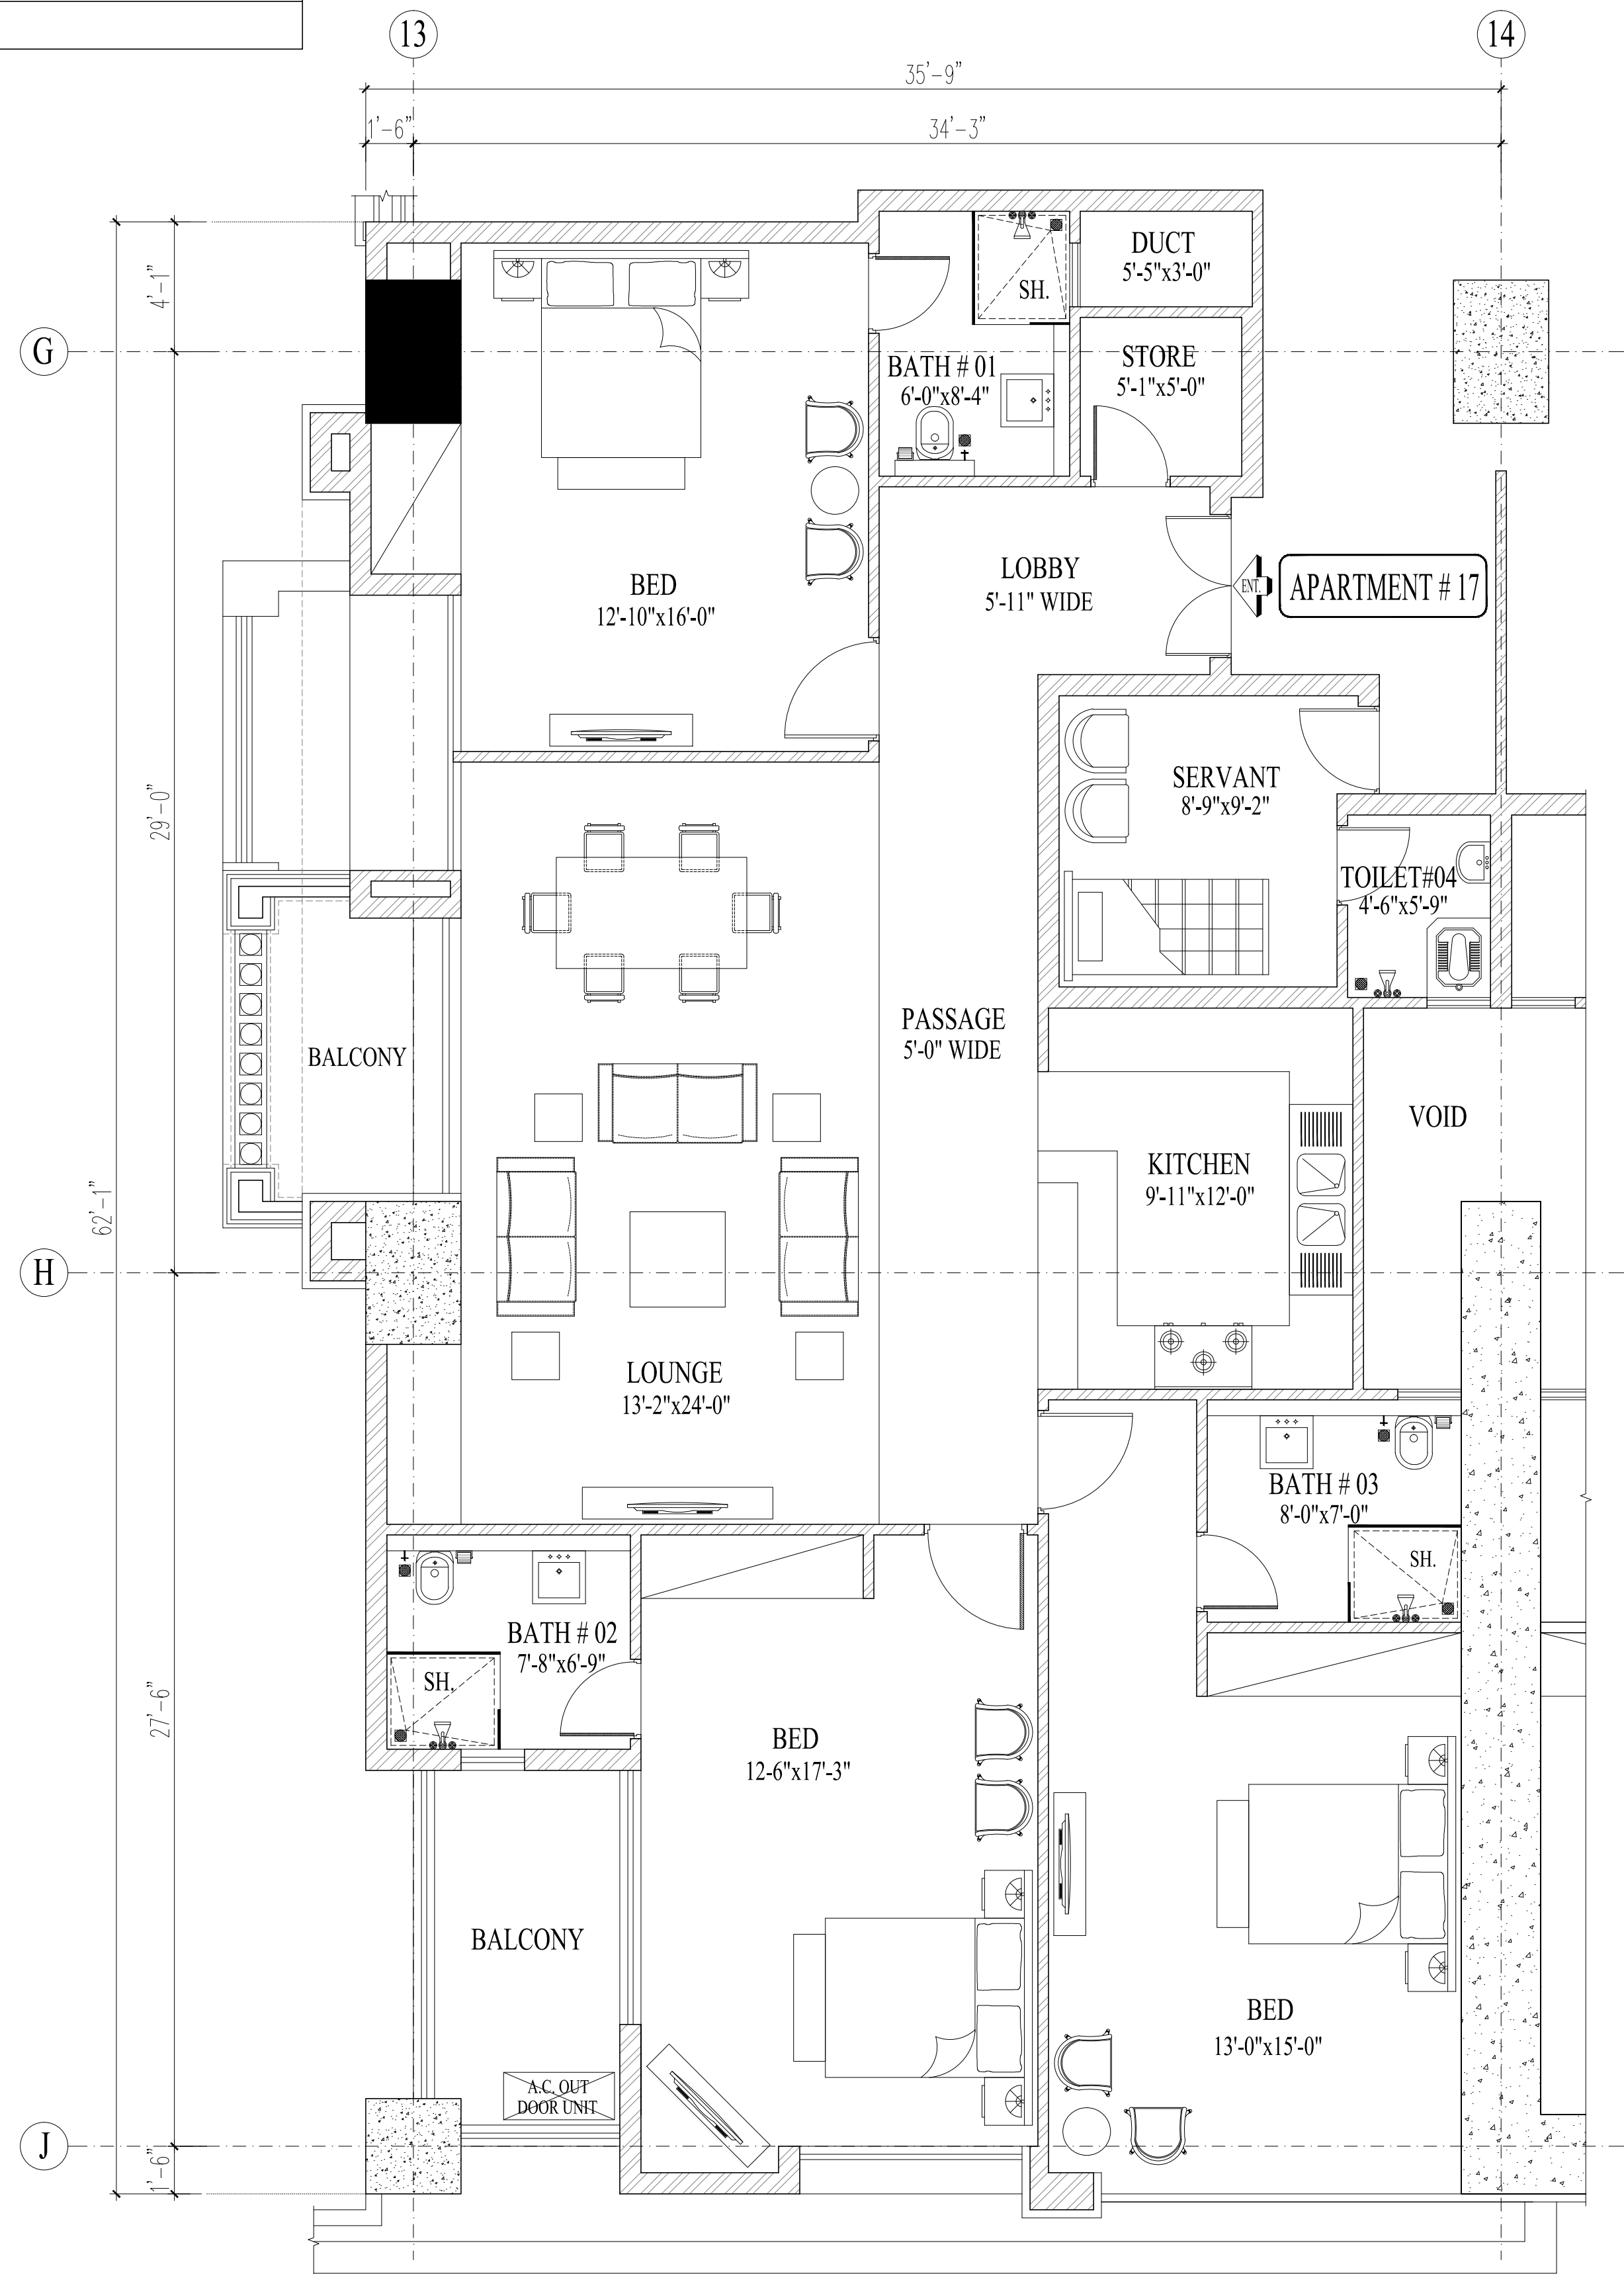 13
14
35'-9"
1'-6"
34'-3"
DUCT
5'-5"x3'-0"
SH.
4'-1"
G
BATH # 01
6'-0"x8'-4"
STORE
5'-1"x5'-0"
LOBBY
5'-11" WIDE
ENT.
APARTMENT # 17
BED
12'-10"x16'-0"
SERVANT
8'-9"x9'-2"
29'-0"
TOILET#04
4'-6"x5'-9"
PASSAGE
5'-0" WIDE
BALCONY
VOID
KITCHEN
9'-11"x12'-0"
62'-1"
H
LOUNGE
13'-2"x24'-0"
BATH # 03
8'-0"x7'-0"
SH.
BATH # 02
7'-8"x6'-9"
SH.
27'-6"
BED
12-6"x17'-3"
BALCONY
BED
13'-0"x15'-0"
A.C. OUT
DOOR UNIT
J
1'-6"